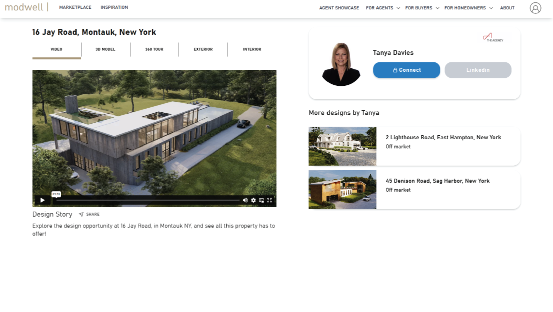 modwell
MARKETPLACE
INSPIRATION
AGENT SHOWCASE
FOR AGENTS
FOR BUYERS
FOR HOMEOWNERS
ABOUT
16 Jay Road, Montauk, New York
VIDEO
3D MODEL
360 TOUR
EXTERIOR
INTERIOR
Design Story
SHARE
Explore the design opportunity at 16 Jay Road, in Montauk NY, and see all this property has to
offer!
Tanya Davies
Connect
LinkedIn
More designs by Tanya
2 Lighthouse Road, East Hampton, New York
Off market
45 Denison Road, Sag Harbor, New York
Off market